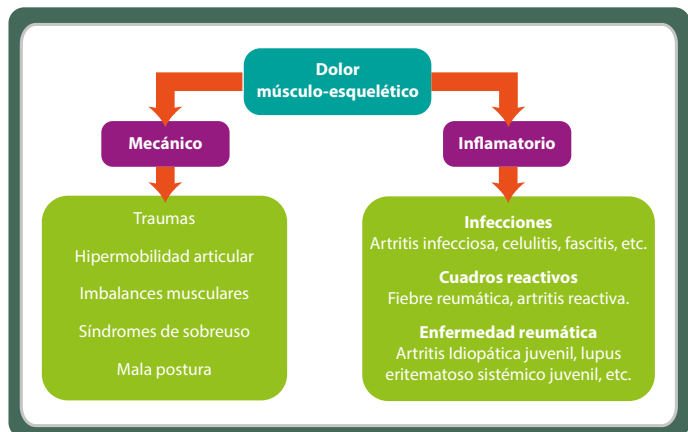 Dolor
músculo-esquelético
Mecánico
Inflamatorio
Traumas
Hipermobilidad articular
Imbalances musculares
Síndromes de sobreuso
Mala postura
Infecciones
Artritis infecciosa, celulitis, fascitis, etc.
Cuadros reactivos
Fiebre reumática, artritis reactiva.
Enfermedad reumática
Artritis Idiopática juvenil, lupus
eritematoso sistémico juvenil, etc.